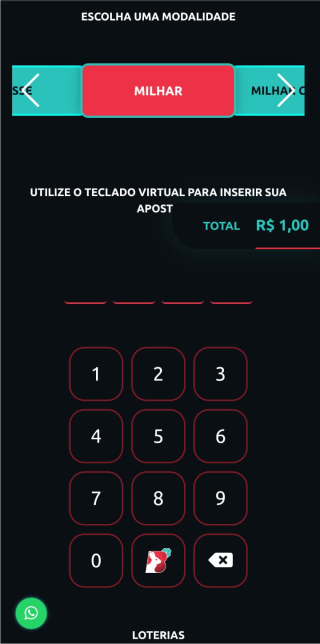 ESCOLHA UMA MODALIDADE
SSE MILHAR MILHAR C
UTILIZE O TECLADO VIRTUAL PARA INSERIR SUA
APOST
TOTAL R$ 1,00
1 2 3
4 5 6
7 8 9
0
LOTERIAS